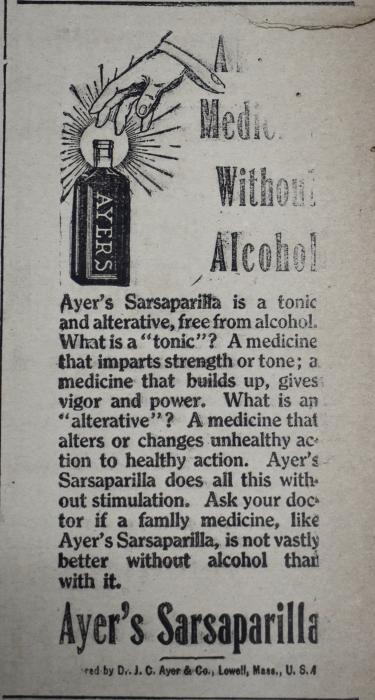 A
Medic
Without
Alcohol
AYERS
Ayer's Sarsaparilla is a tonic
and alterative, free from alcohol.
What is a "tonic"? A medicine
that imparts strength or tone; a
medicine that builds up, gives
vigor and power. What is an
"alterative"? A medicine that
alters or changes unhealthy ac-
tion to healthy action. Ayer's
Sarsaparilla does all this with-
out stimulation. Ask your doc-
tor if a family medicine, like
Ayer's Sarsaparilla, is not vastly
better without alcohol than
with it.
Ayer's Sarsaparilla
red by Dr. J. C. Ayer & Co., Lowell, Mass., U. S. A